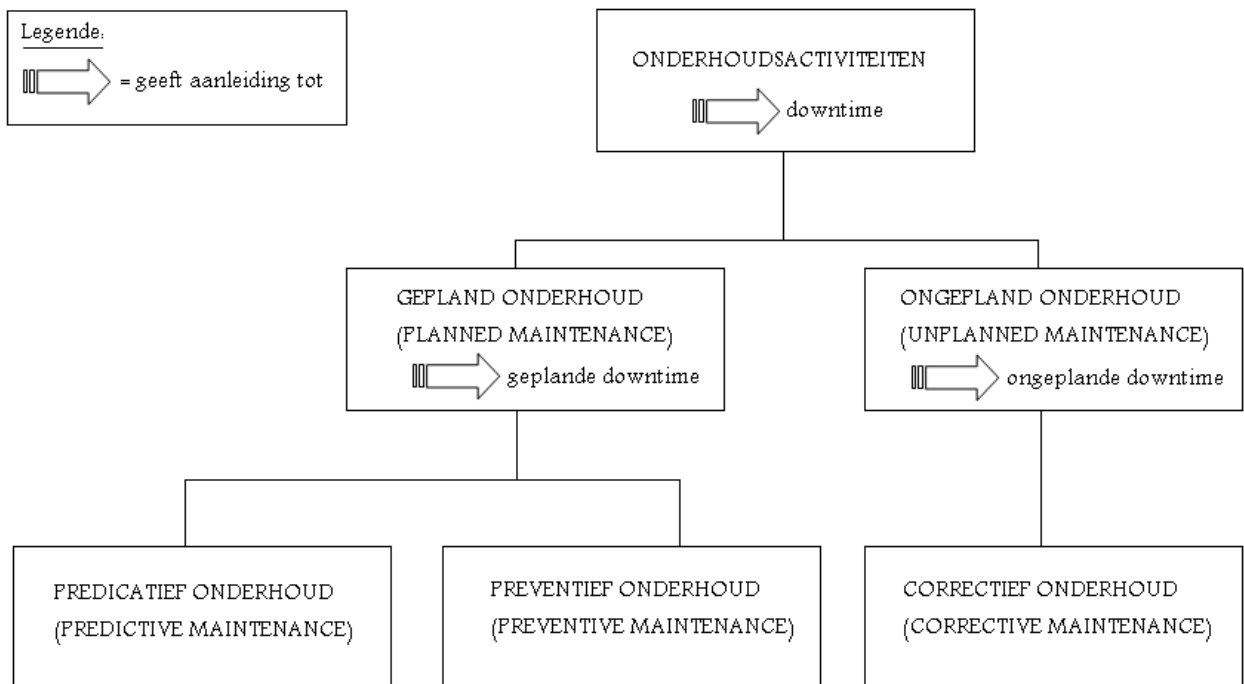 Legende:
= geeft aanleiding tot
ONDERHOUDSACTIVITEITEN
downtime
GEPLAND ONDERHOUD
(PLANNED MAINTENANCE)
geplande downtime
ONGEPLAND ONDERHOUD
(UNPLANNED MAINTENANCE)
ongeplande downtime
PREDICATIEF ONDERHOUD
(PREDICTIVE MAINTENANCE)
PREVENTIEF ONDERHOUD
(PREVENTIVE MAINTENANCE)
CORRECTIEF ONDERHOUD
(CORRECTIVE MAINTENANCE)